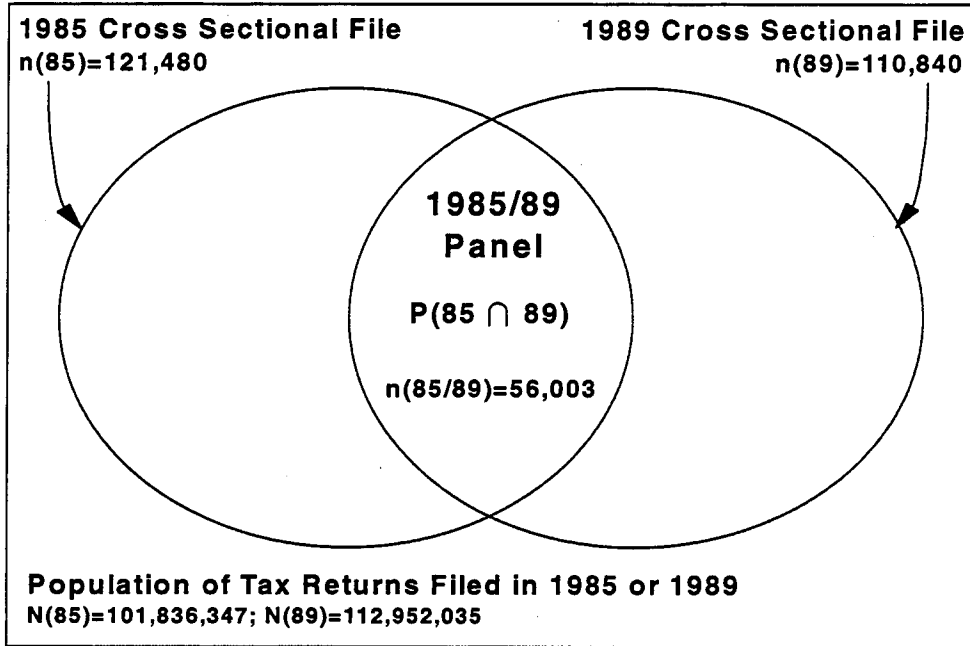 1985 Cross Sectional File
n(85)=121,480
1989 Cross Sectional File
n(89)=110,840
1985/89
Panel
P(85 ∩ 89)
n(85/89)=56,003
Population of Tax Returns Filed in 1985 or 1989
N(85)=101,836,347; N(89)=112,952,035